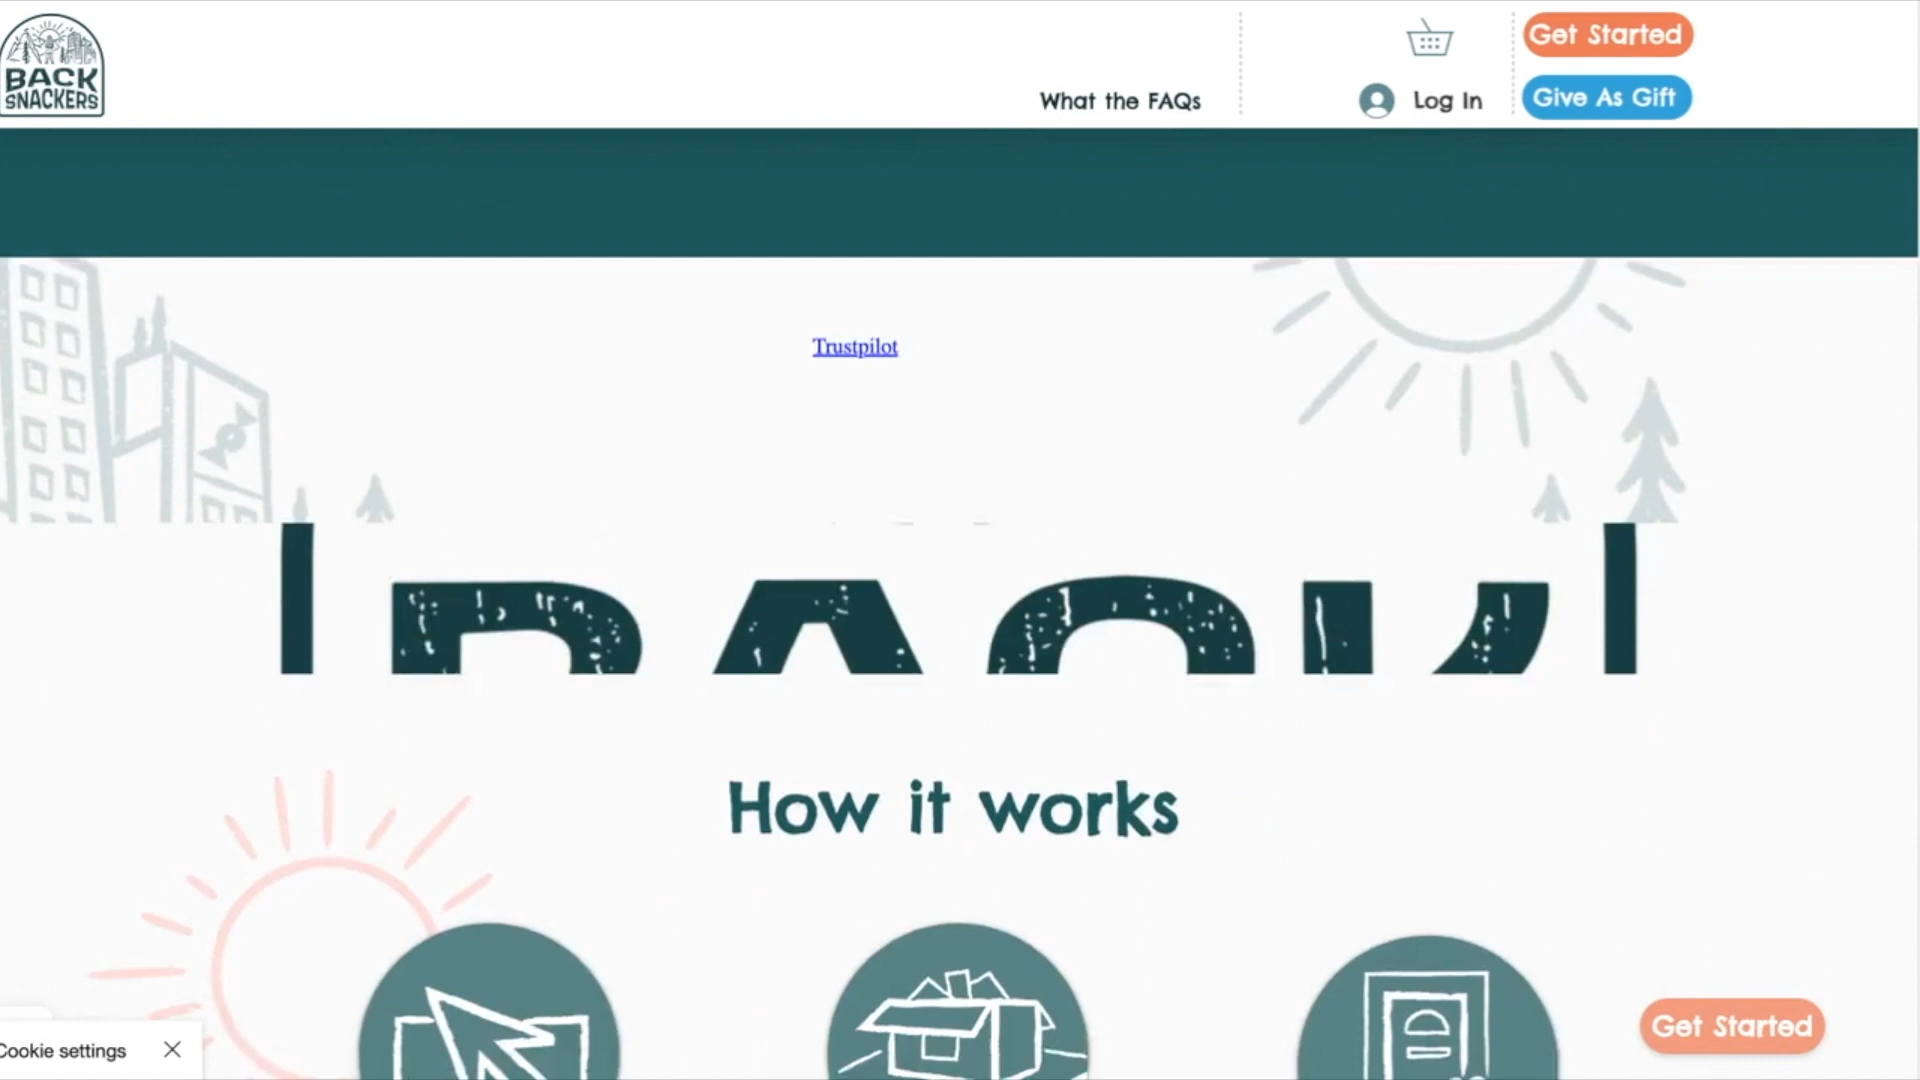 BACK
SNACKERS
What the FAQs
Log In
Get Started
Give As Gift
Trustpilot
BACK
How it works
Cookie settings
Get Started